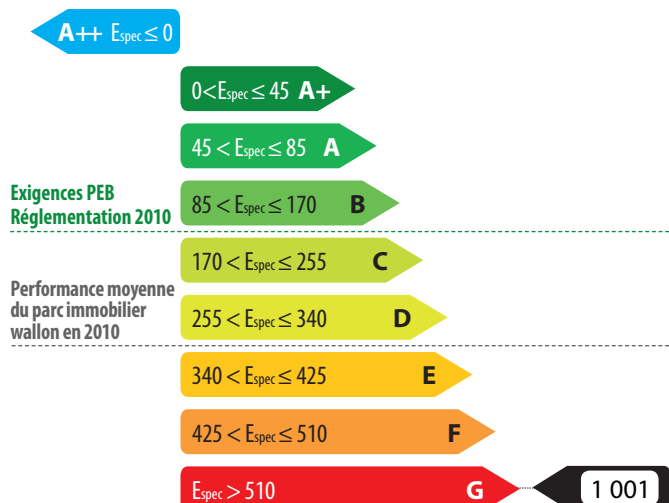 A++ Espec ≤ 0
0<Espec ≤ 45 A+
45 < Espec ≤ 85 A
Exigences PEB
Réglementation 2010
85 < Espec ≤ 170 B
170 < Espec ≤ 255 C
Performance moyenne
du parc immobilier
wallon en 2010
255 < Espec ≤ 340 D
340 < Espec ≤ 425 E
425 < Espec ≤ 510 F
Espec > 510 G 1 001